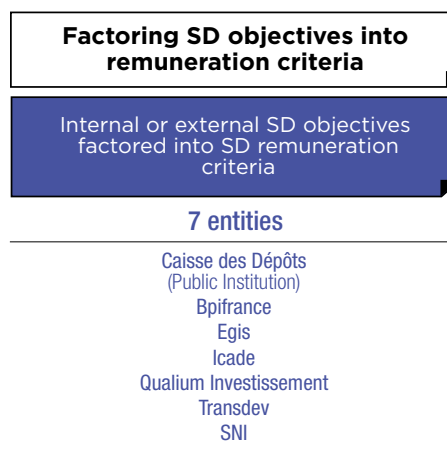 Factoring SD objectives into
remuneration criteria
Internal or external SD objectives
factored into SD remuneration
criteria
7 entities
Caisse des Dépôts
(Public Institution)
Bpifrance
Egis
Icade
Qualium Investissement
Transdev
SNI